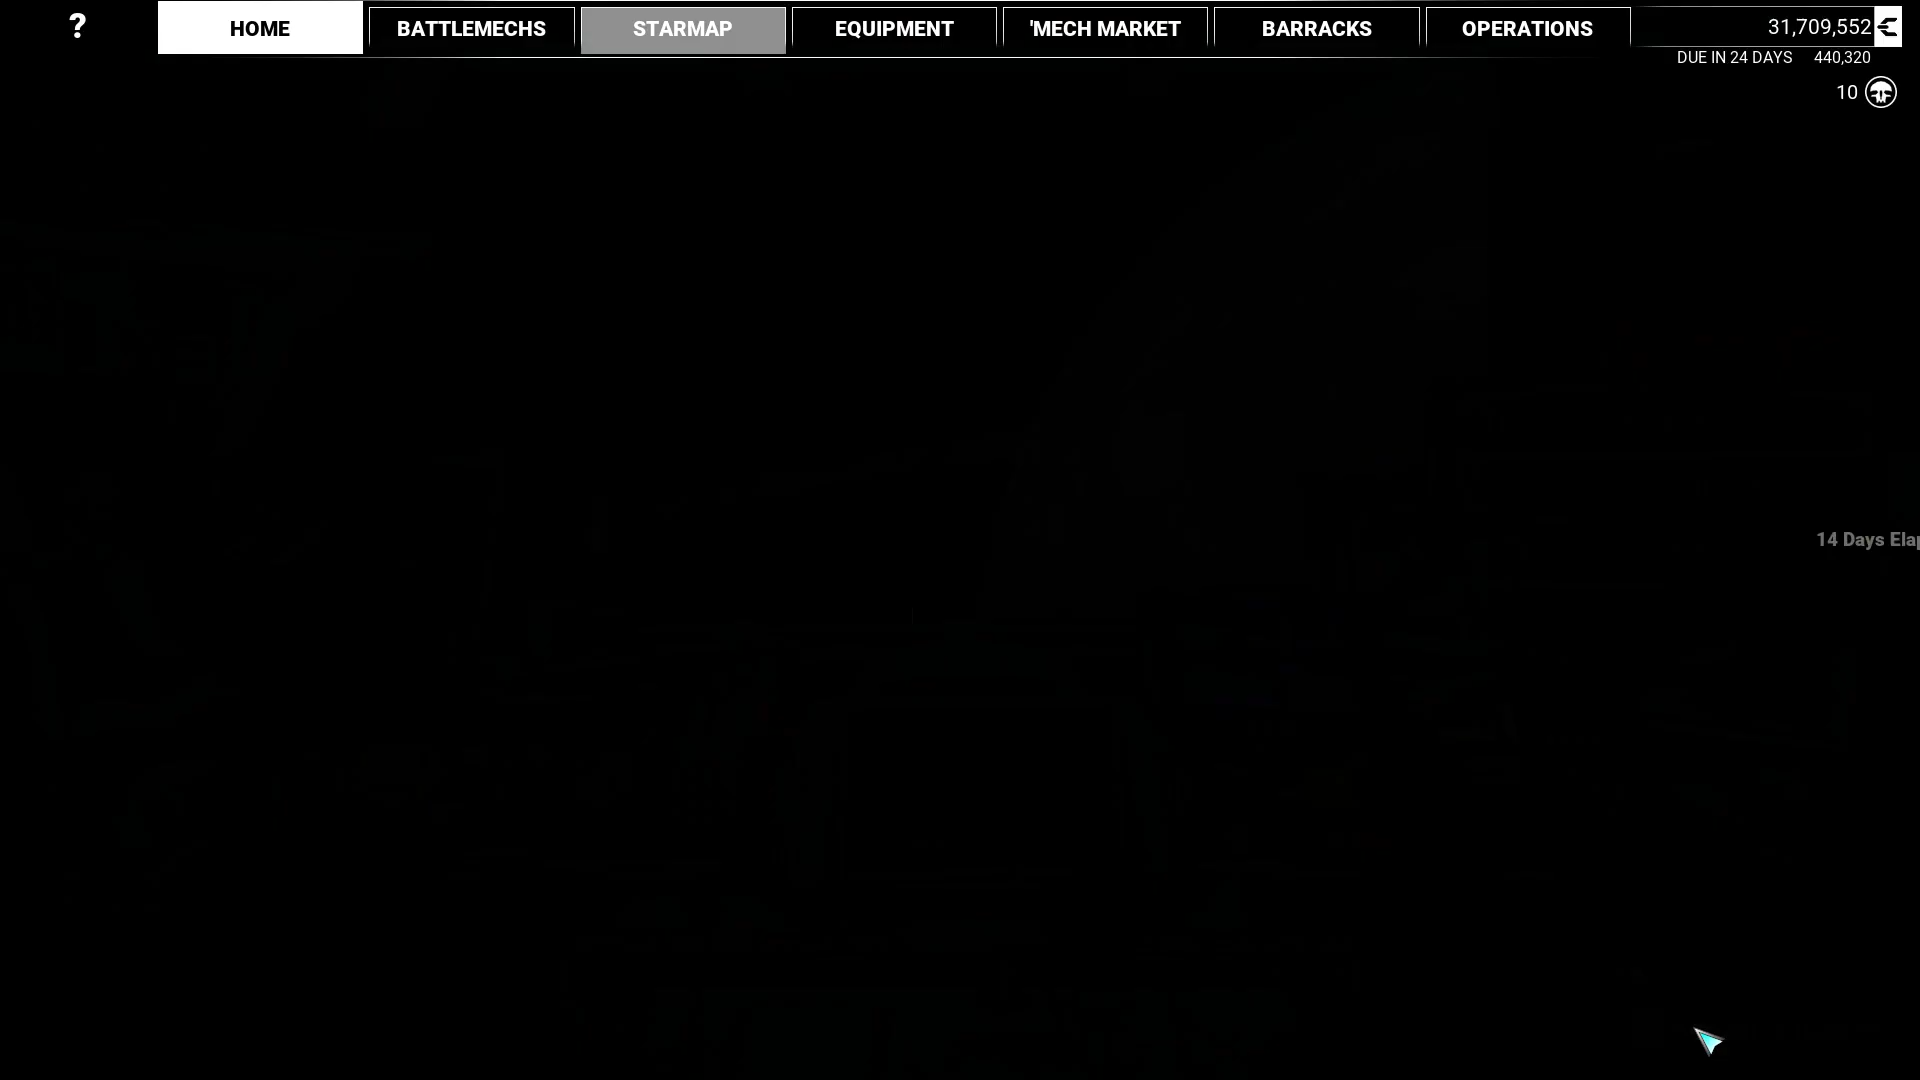 ?
HOME
BATTLEMECHS
STARMAP
EQUIPMENT
'MECH MARKET
BARRACKS
OPERATIONS
31,709,552
DUE IN 24 DAYS 440,320
10
14 Days Elap